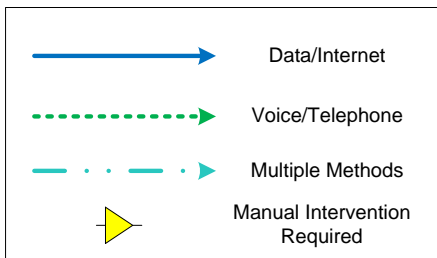 Data/Internet
Voice/Telephone
Multiple Methods
Manual Intervention
Required